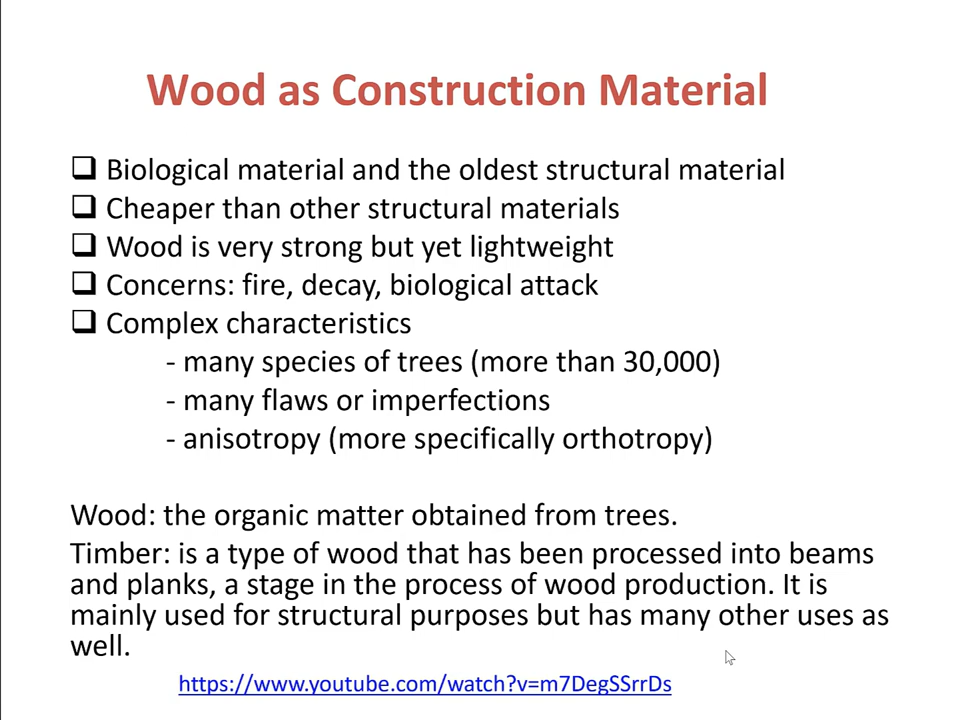 Wood as Construction Material
❑ Biological material and the oldest structural material
❑ Cheaper than other structural materials
❑ Wood is very strong but yet lightweight
❑ Concerns: fire, decay, biological attack
❑ Complex characteristics
- many species of trees (more than 30,000)
- many flaws or imperfections
- anisotropy (more specifically orthotropy)
Wood: the organic matter obtained from trees.
Timber: is a type of wood that has been processed into beams
and planks, a stage in the process of wood production. It is
mainly used for structural purposes but has many other uses as
well.
https://www.youtube.com/watch?v=m7DegSSrrDs